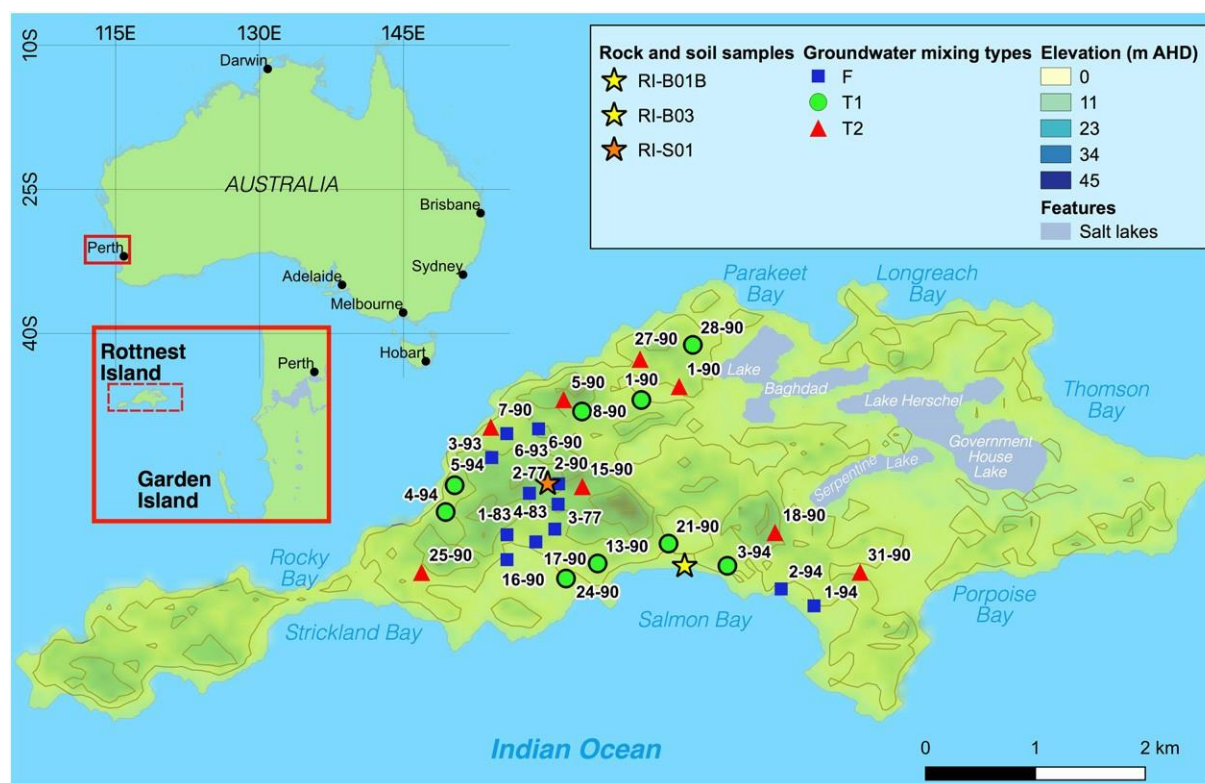 115E 130E 145E
10S
25S
40S
Darwin
AUSTRALIA
Brisbane
Perth
Sydney
Adelaide
Melbourne
Hobart
Rottnest
Island
Perth
Garden
Island
Rock and soil samples
RI-B01B
RI-B03
RI-S01
Groundwater mixing types
F
T1
T2
Elevation (m AHD)
0
11
23
34
45
Features
Salt lakes
Parakeet
Bay
Longreach
Bay
27-90 28-90
1-90 1-90
5-90
8-90
Lake
Baghdad
Lake Herschel
Thomson
Bay
7-90
3-93
6-93 6-90
5-94 2-77 2-90 15-90
Government
House
Lake
Serpentine
Lake
4-94
1-83 4-83 3-77
21-90 18-90
25-90
17-90 13-90
3-94
31-90
16-90
24-90
2-94
1-94
Rocky
Bay
Strickland Bay
Salmon Bay
Porpoise
Bay
Indian Ocean
0 1 2 km